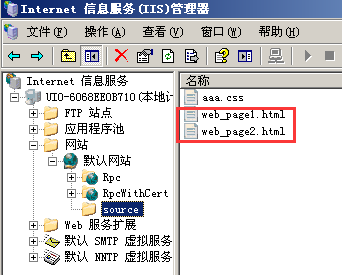 Internet 信息服务(IIS)管理器
文件(F) 操作(A) 查看(V) 窗口(W) 帮助(H)
Internet 信息服务
UIO-6068EE0B710(本地计
FTP 站点
应用程序池
网站
默认网站
Rpc
RpcWithCert
source
Web 服务扩展
默认 SMTP 虚拟服务
默认 NNTP 虚拟服务
名称
aaa.css
web_page1.html
web_page2.html